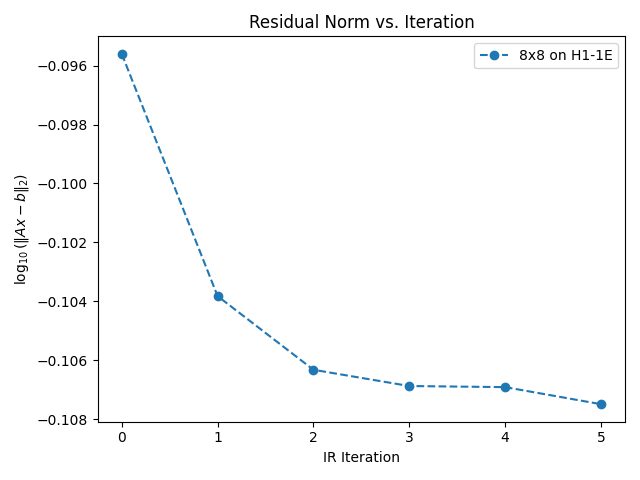 Residual Norm vs. Iteration
8x8 on H1-1E
−0.096
−0.098
−0.100
−0.102
−0.104
−0.106
−0.108
log₁₀(‖Ax − b‖₂)
0 1 2 3 4 5
IR Iteration